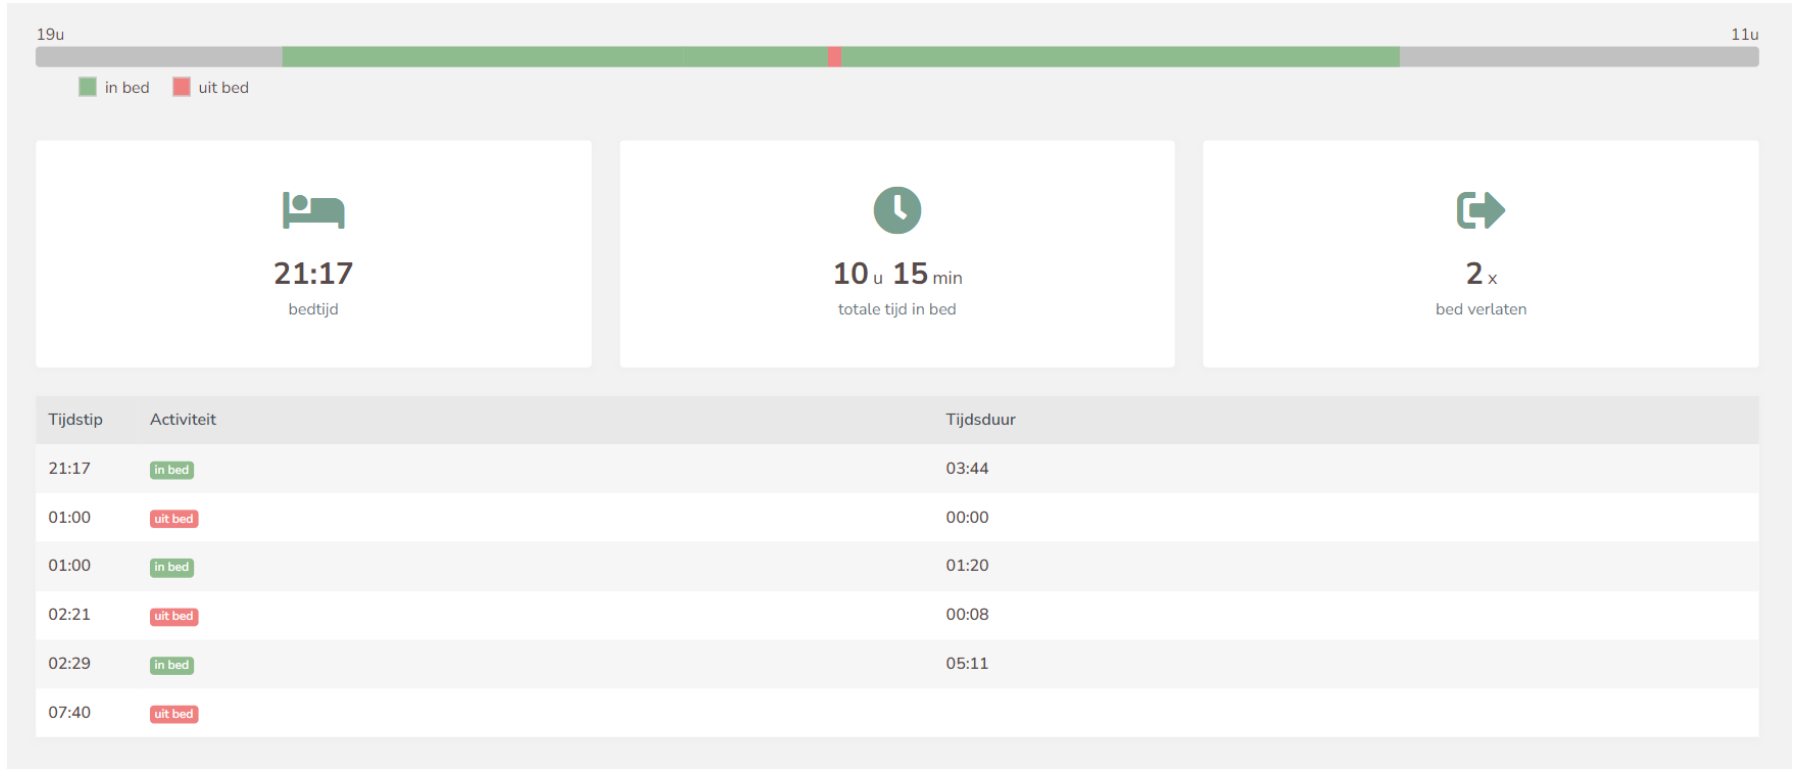 19u 11u
in bed uit bed
21:17 10 u 15 min 2 x
bedtijd totale tijd in bed bed verlaten
Tijdstip Activiteit Tijdsduur
21:17 in bed 03:44
01:00 uit bed 00:00
01:00 in bed 01:20
02:21 uit bed 00:08
02:29 in bed 05:11
07:40 uit bed